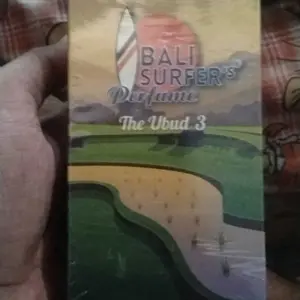 BALI
SURFER'S
Perfume
The Ubud 3